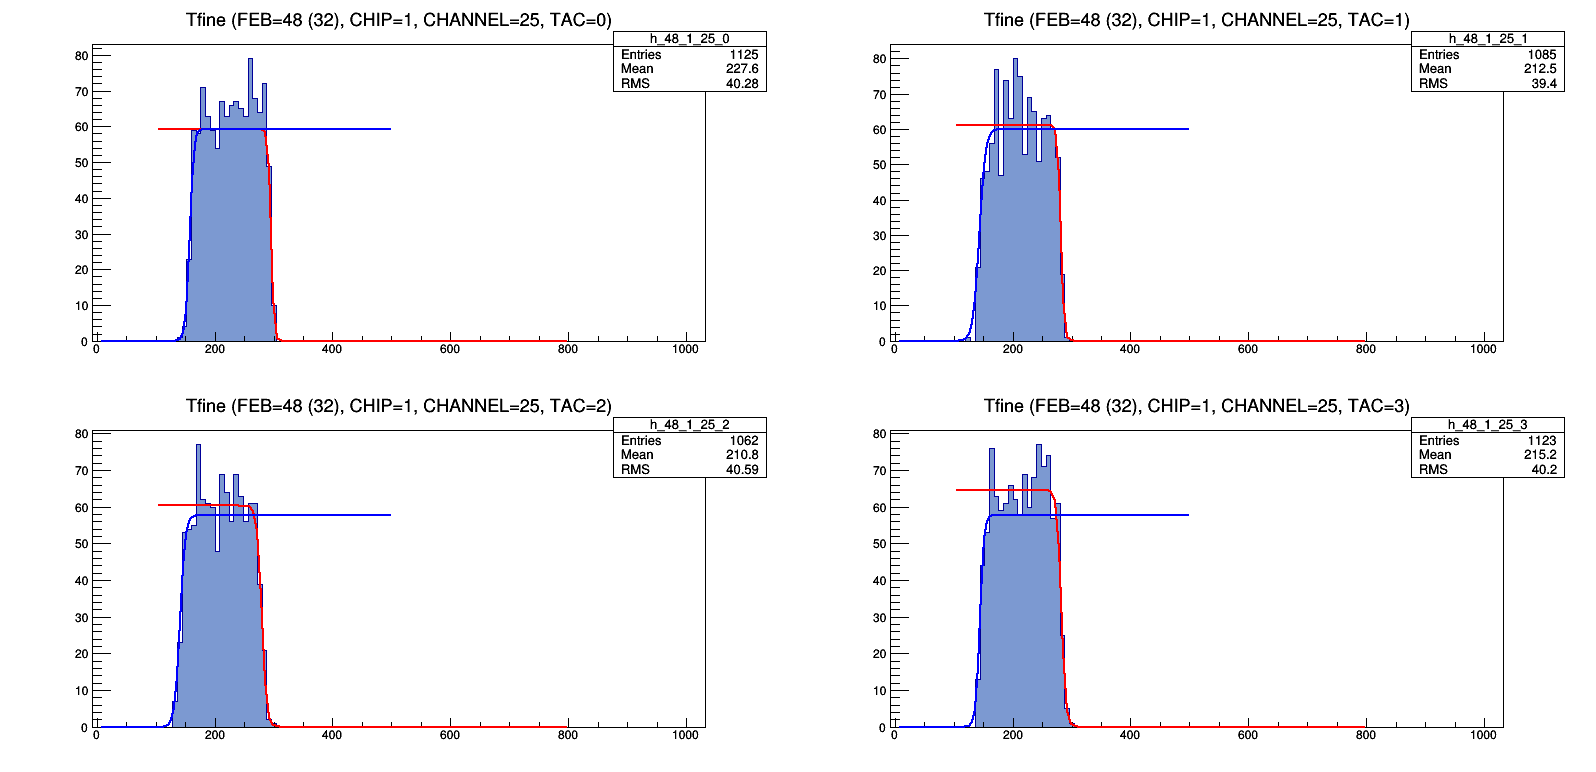 Tfine (FEB=48 (32), CHIP=1, CHANNEL=25, TAC=0)
h_48_1_25_0
Entries 1125
Mean 227.6
RMS 40.28
80
70
60
50
40
30
20
10
0
0 200 400 600 800 1000
Tfine (FEB=48 (32), CHIP=1, CHANNEL=25, TAC=1)
h_48_1_25_1
Entries 1085
Mean 212.5
RMS 39.4
80
70
60
50
40
30
20
10
0
0 200 400 600 800 1000
Tfine (FEB=48 (32), CHIP=1, CHANNEL=25, TAC=2)
h_48_1_25_2
Entries 1062
Mean 210.8
RMS 40.59
80
70
60
50
40
30
20
10
0
0 200 400 600 800 1000
Tfine (FEB=48 (32), CHIP=1, CHANNEL=25, TAC=3)
h_48_1_25_3
Entries 1123
Mean 215.2
RMS 40.2
80
70
60
50
40
30
20
10
0
0 200 400 600 800 1000